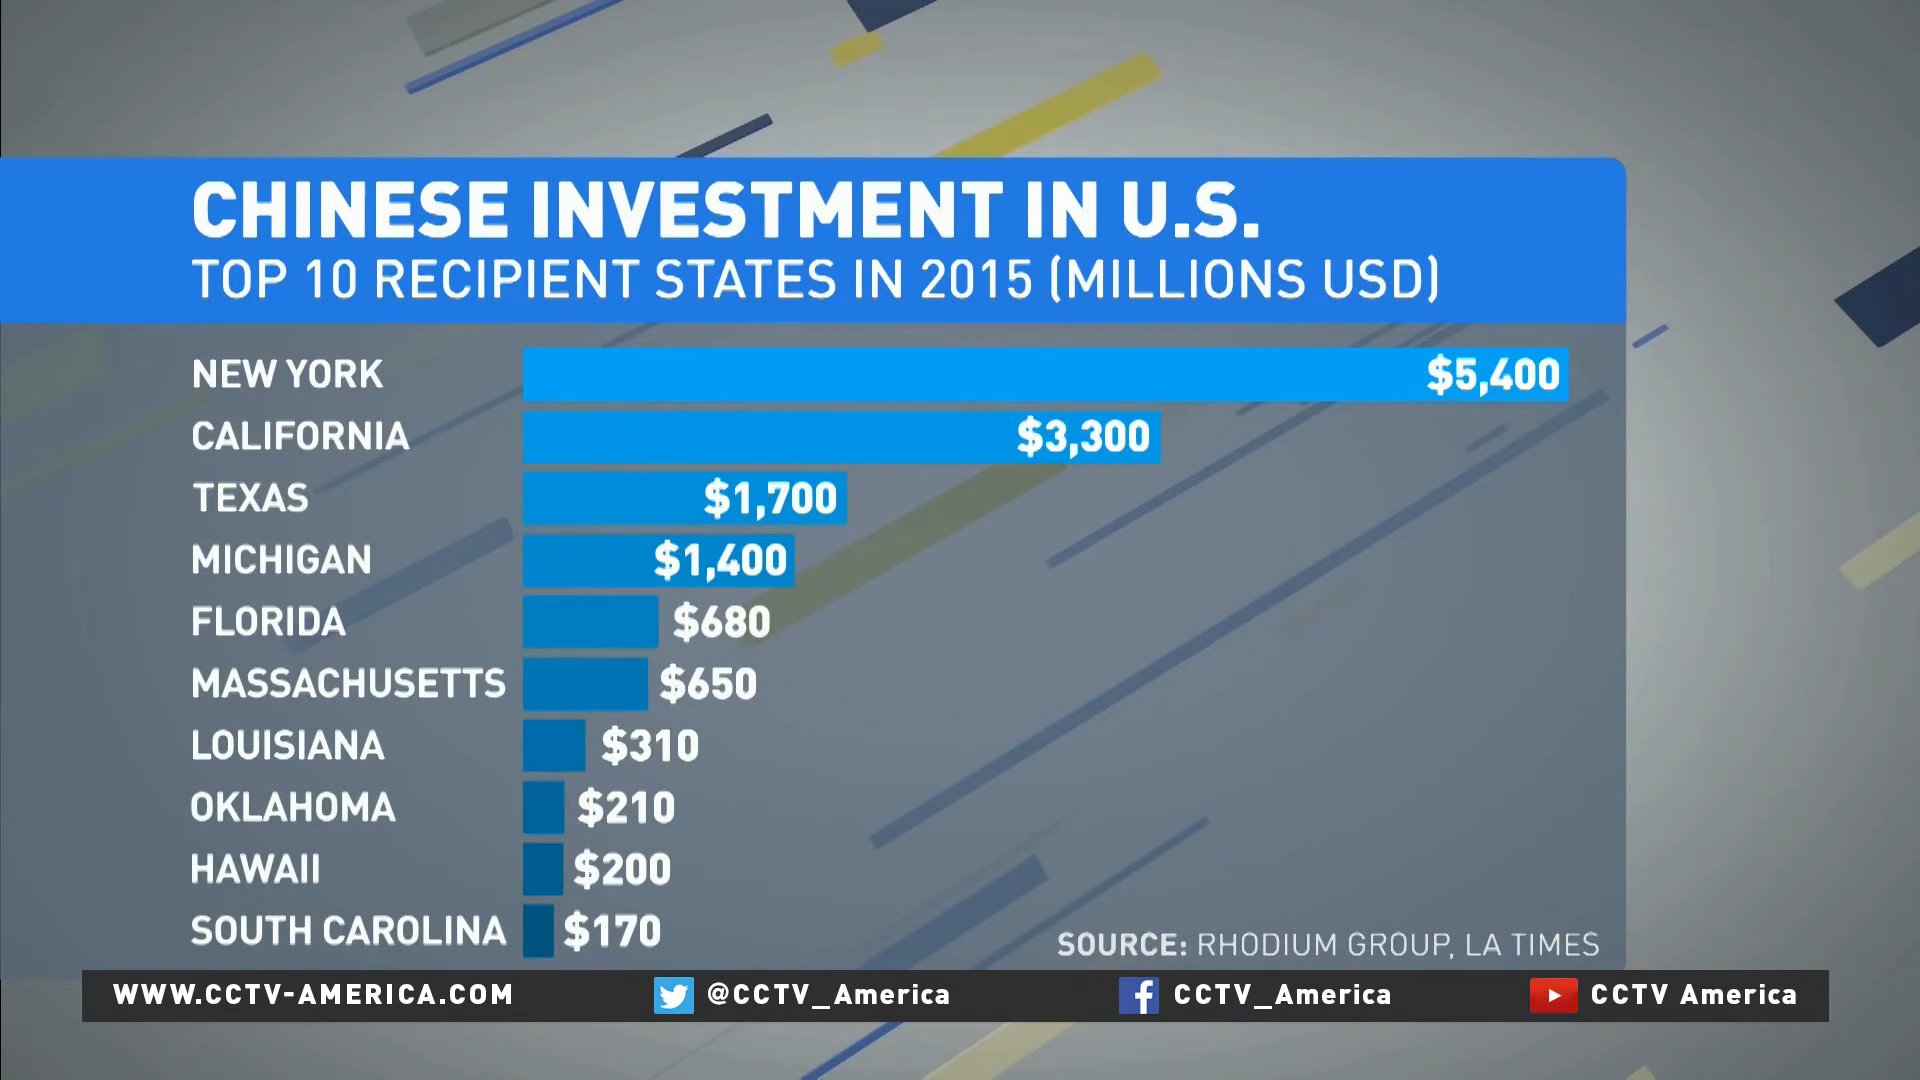 CHINESE INVESTMENT IN U.S.
TOP 10 RECIPIENT STATES IN 2015 (MILLIONS USD)
NEW YORK $5,400
CALIFORNIA $3,300
TEXAS $1,700
MICHIGAN $1,400
FLORIDA $680
MASSACHUSETTS $650
LOUISIANA $310
OKLAHOMA $210
HAWAII $200
SOUTH CAROLINA $170
SOURCE: RHODIUM GROUP, LA TIMES
WWW.CCTV-AMERICA.COM @CCTV_America CCTV_America CCTV America